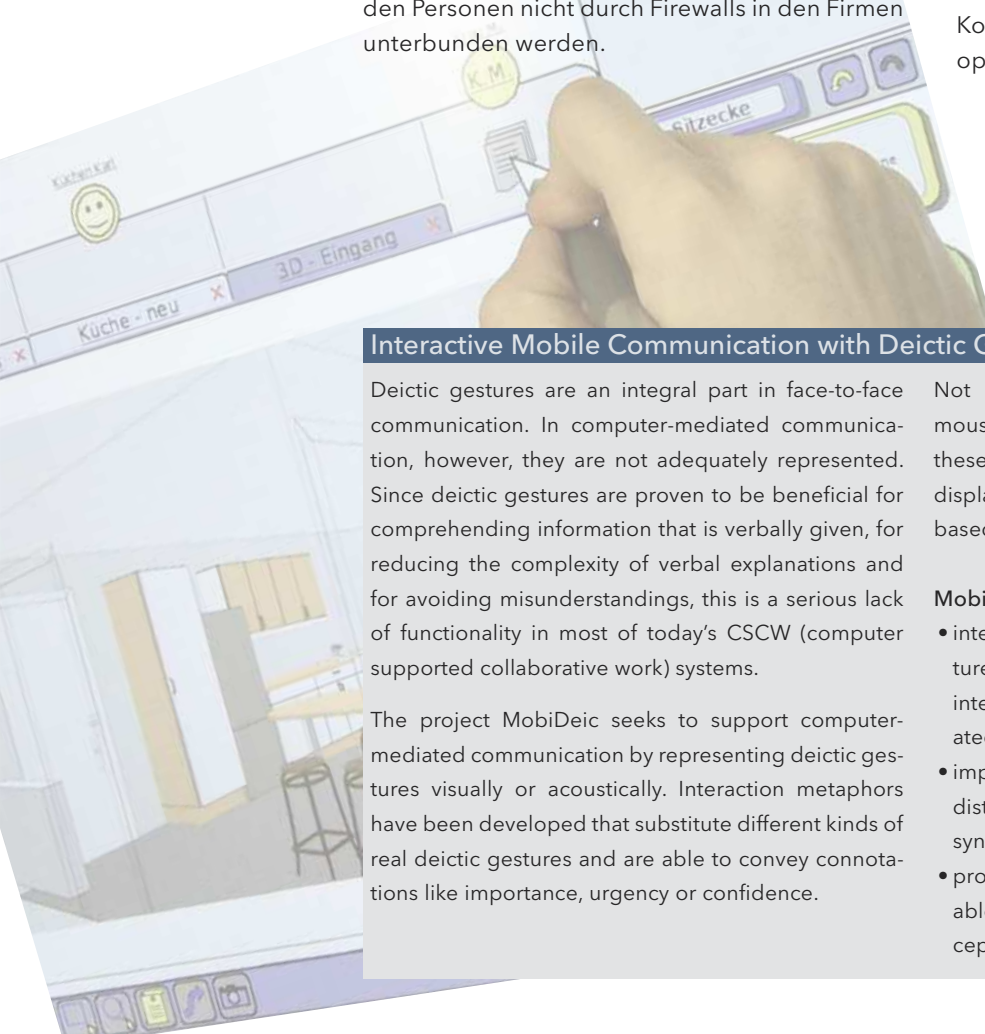 den Personen nicht durch Firewalls in den Firmen
unterbunden werden.
Ko
op
K. M.
Sitzecke
ne
Küchen Karl
3D - Eingang
x
Küche - neu
x
x
Interactive Mobile Communication with Deictic G
Deictic gestures are an integral part in face-to-face
communication. In computer-mediated communica-
tion, however, they are not adequately represented.
Since deictic gestures are proven to be beneficial for
comprehending information that is verbally given, for
reducing the complexity of verbal explanations and
for avoiding misunderstandings, this is a serious lack
of functionality in most of today's CSCW (computer
supported collaborative work) systems.
The project MobiDeic seeks to support computer-
mediated communication by representing deictic ges-
tures visually or acoustically. Interaction metaphors
have been developed that substitute different kinds of
real deictic gestures and are able to convey connota-
tions like importance, urgency or confidence.
Not
mous
these
displa
based
Mobi
• inte
ture
inte
ated
• imp
dist
syn
• pro
able
cep